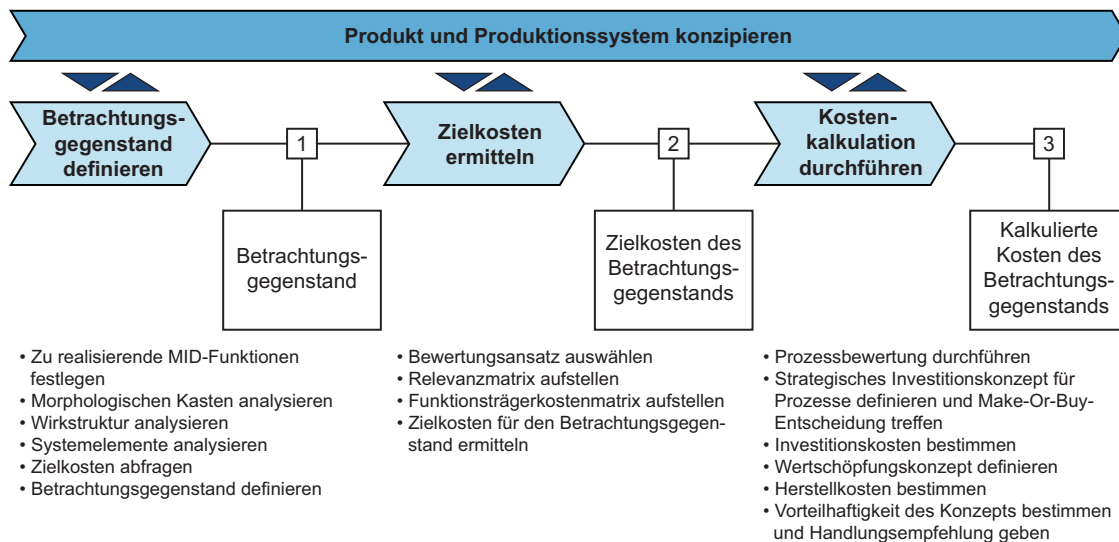 Produkt und Produktionssystem konzipieren
Betrachtungs-
gegenstand
definieren
1
Zielkosten
ermitteln
2
Kosten-
kalkulation
durchführen
3
Betrachtungs-
gegenstand
Zielkosten des
Betrachtungs-
gegenstands
Kalkulierte
Kosten des
Betrachtungs-
gegenstands
• Zu realisierende MID-Funktionen
festlegen
• Morphologischen Kasten analysieren
• Wirkstruktur analysieren
• Systemelemente analysieren
• Zielkosten abfragen
• Betrachtungsgegenstand definieren
• Bewertungsansatz auswählen
• Relevanzmatrix aufstellen
• Funktionsträgerkostenmatrix aufstellen
• Zielkosten für den Betrachtungsgegen-
stand ermitteln
• Prozessbewertung durchführen
• Strategisches Investitionskonzept für
Prozesse definieren und Make-Or-Buy-
Entscheidung treffen
• Investitionskosten bestimmen
• Wertschöpfungskonzept definieren
• Herstellkosten bestimmen
• Vorteilhaftigkeit des Konzepts bestimmen
und Handlungsempfehlung geben